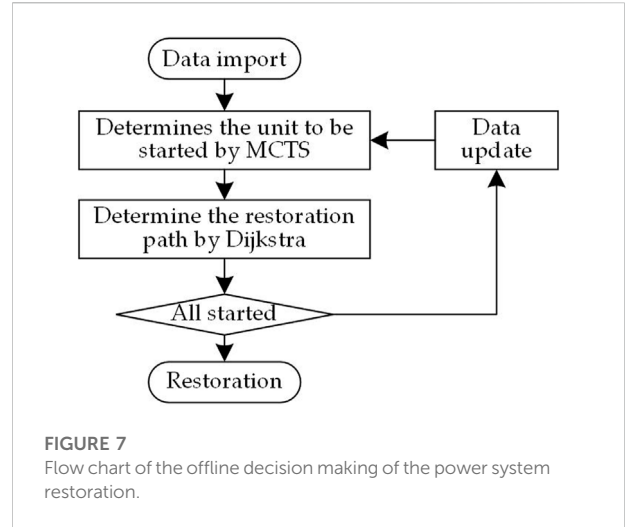 Data import
Determines the unit to be
started by MCTS
Data
update
Determine the restoration
path by Dijkstra
All started
Restoration
FIGURE 7
Flow chart of the offline decision making of the power system
restoration.